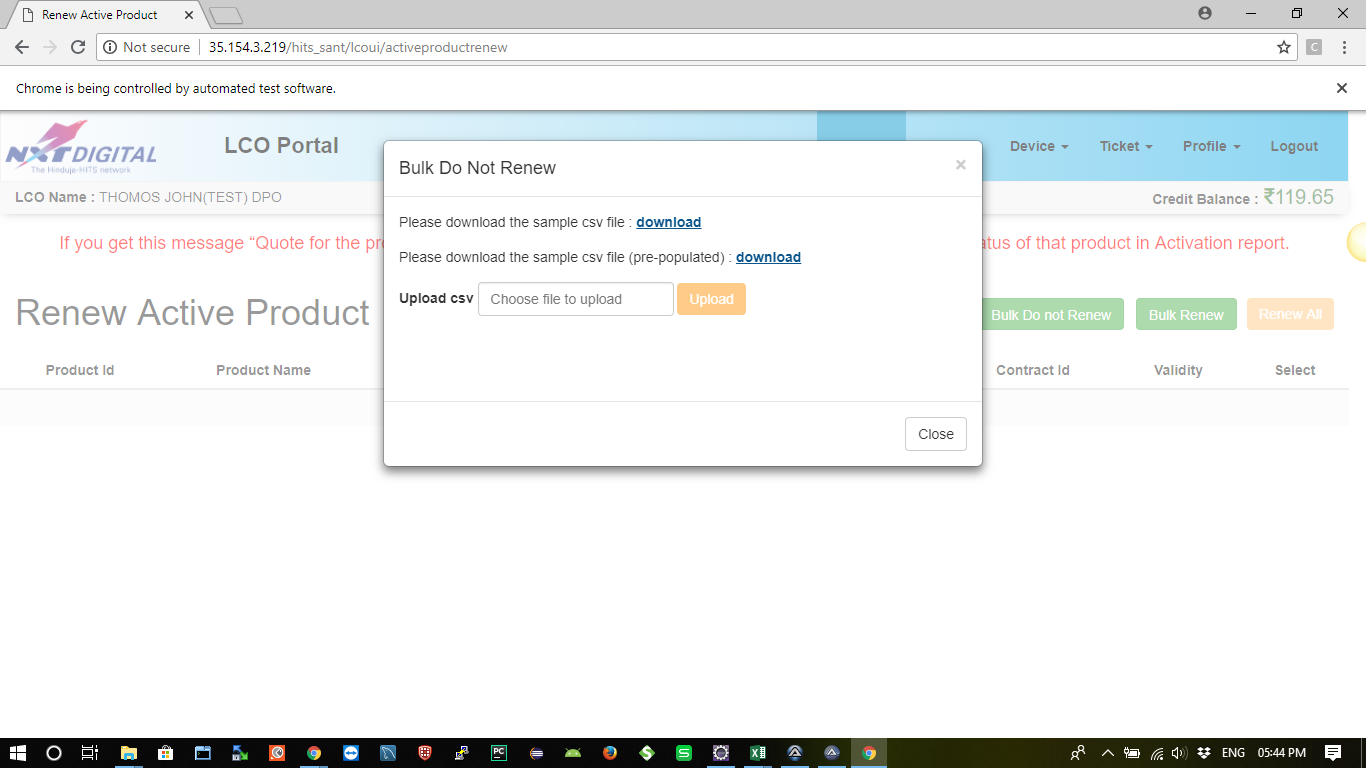 Renew Active Product
Not secure
35.154.3.219/hits_sant/lcoui/activeproductrenew
C
Chrome is being controlled by automated test software.
NXTDIGITAL
The Hinduja-HITS network
LCO Portal
Device
Ticket
Profile
Logout
LCO Name : THOMOS JOHN(TEST) DPO
Credit Balance : ₹119.65
If you get this message “Quote for the pr
atus of that product in Activation report.
Renew Active Product
Bulk Do not Renew
Bulk Renew
Renew All
Product Id
Product Name
Contract Id
Validity
Select
Bulk Do Not Renew
×
Please download the sample csv file : download
Please download the sample csv file (pre-populated) : download
Upload csv
Choose file to upload
Upload
Close
PC
ENG
05:44 PM